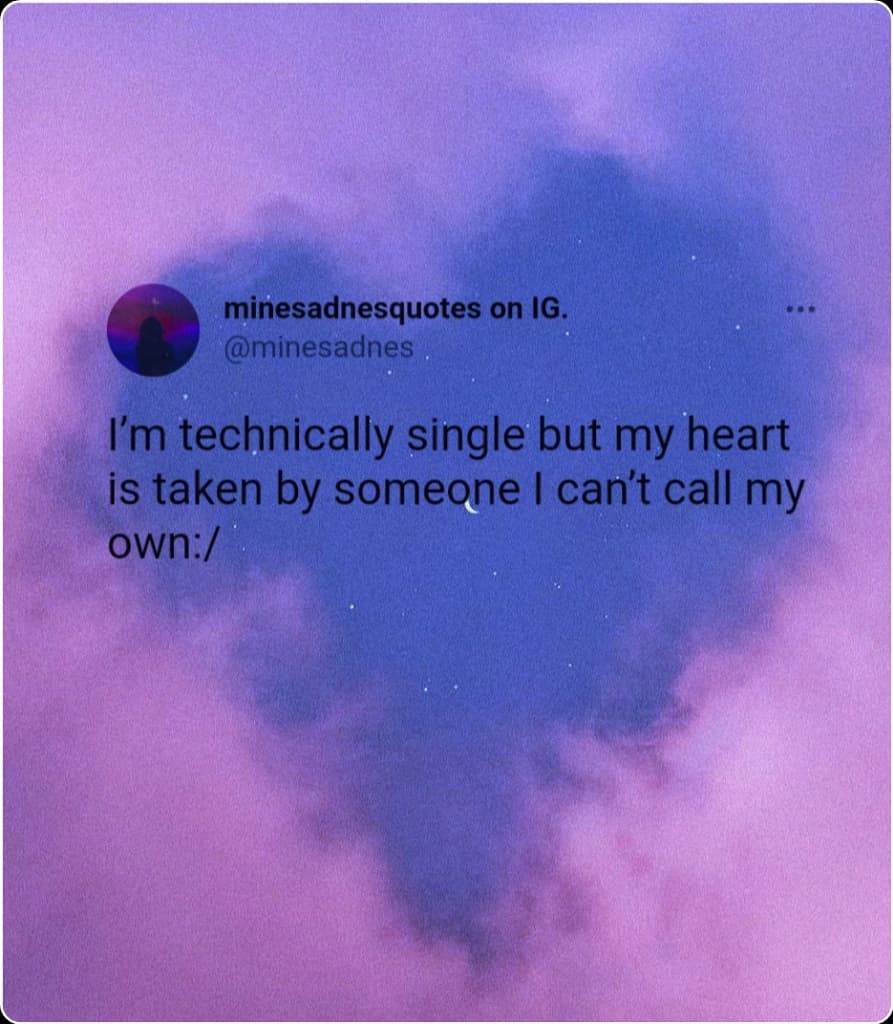 minesadnesquotes on IG.
@minesadnes
I’m technically single but my heart
is taken by someone I can’t call my
own:/